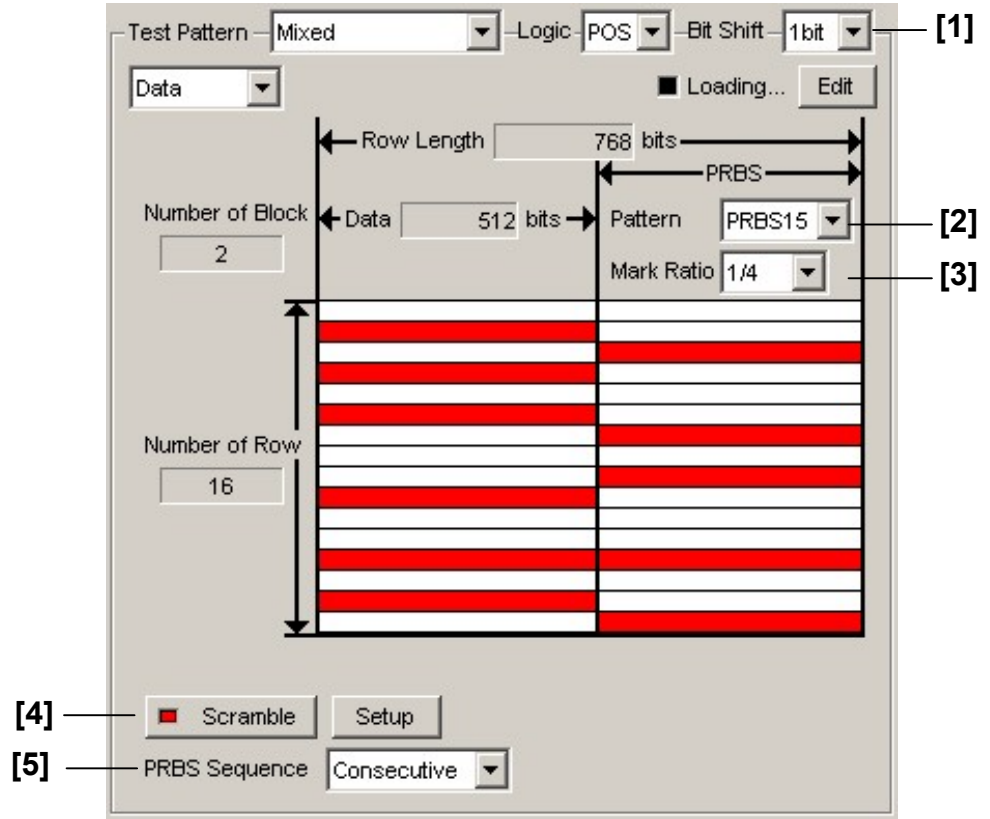 Test Pattern Mixed Logic POS Bit Shift 1bit [1]
Data Loading... Edit
Row Length 768 bits
PRBS
Number of Block Data 512 bits Pattern PRBS15 [2]
2
Mark Ratio 1/4 [3]
Number of Row
16
[4] Scramble Setup
[5] PRBS Sequence Consecutive